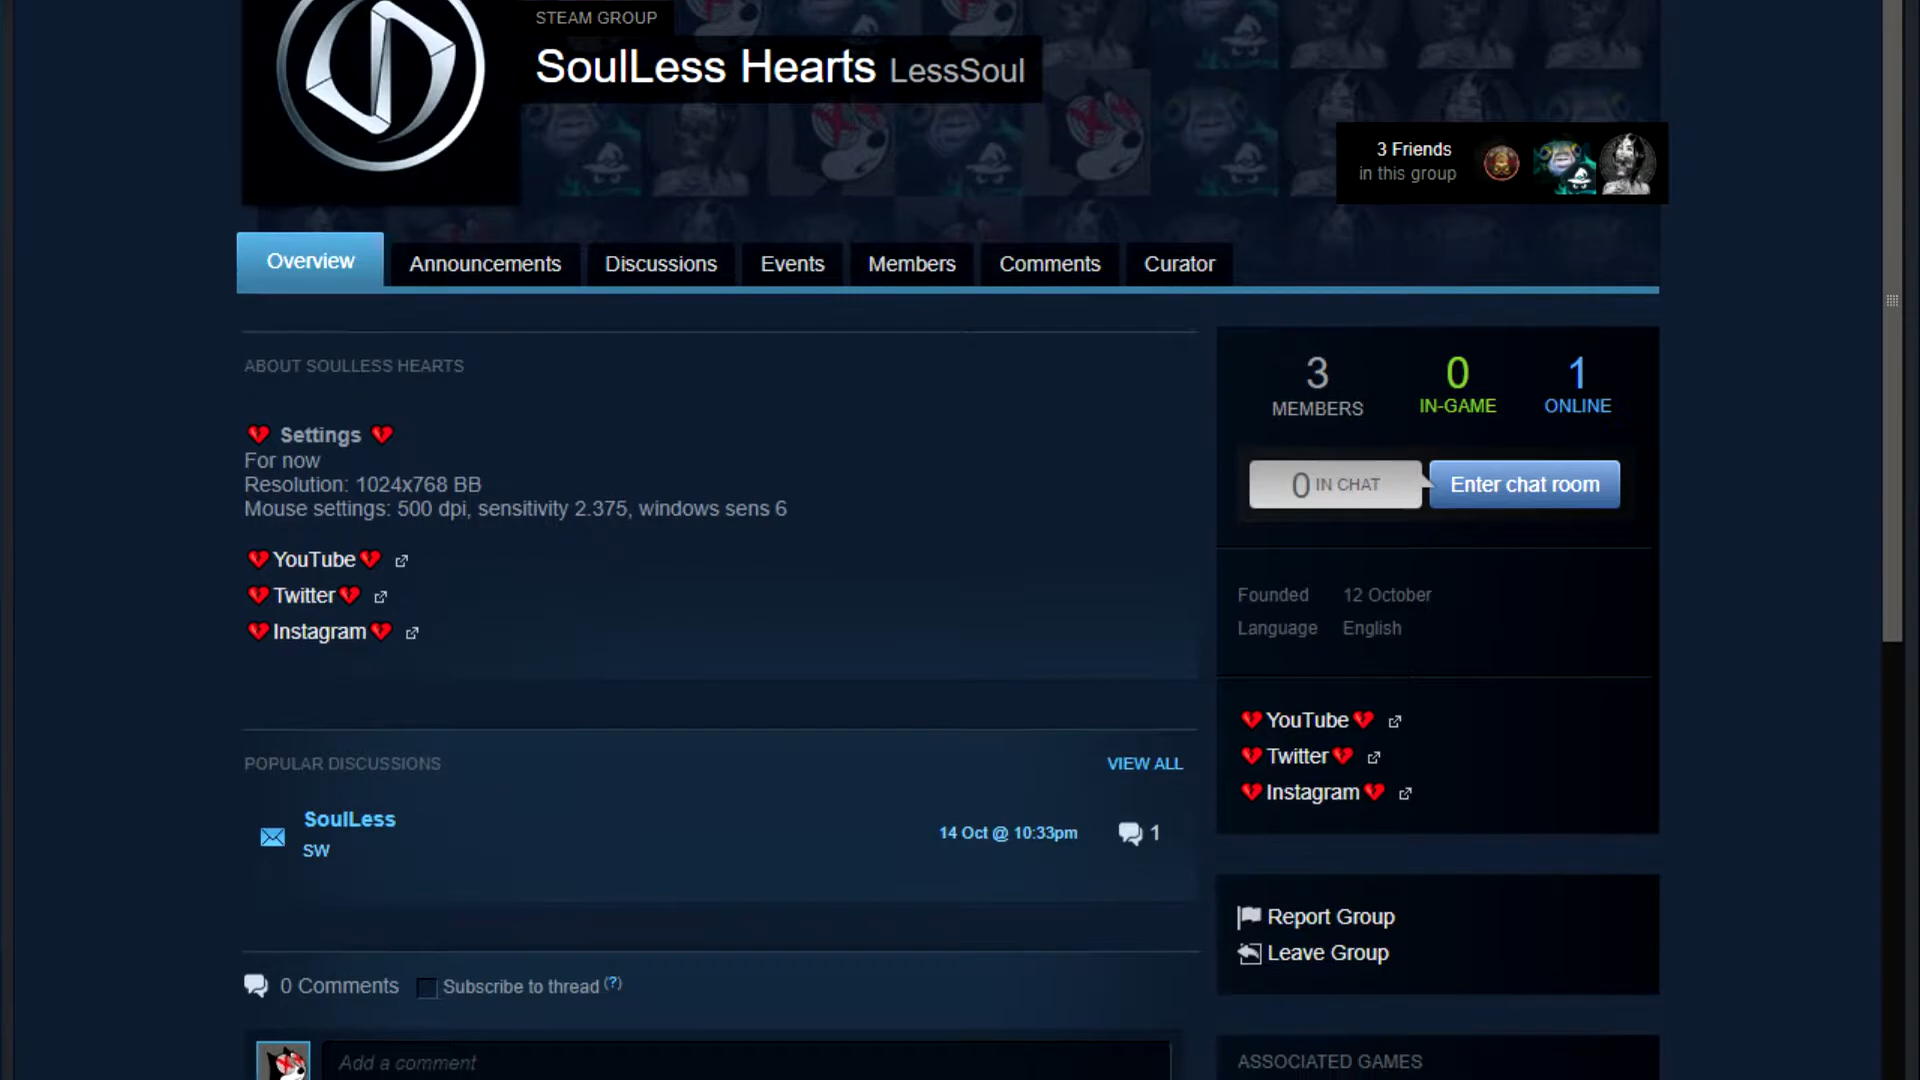 STEAM GROUP
SoulLess Hearts LessSoul
3 Friends
in this group
Overview
Announcements
Discussions
Events
Members
Comments
Curator
ABOUT SOULLESS HEARTS
Settings
For now
Resolution: 1024x768 BB
Mouse settings: 500 dpi, sensitivity 2.375, windows sens 6
YouTube
Twitter
Instagram
POPULAR DISCUSSIONS
VIEW ALL
SoulLess
SW
14 Oct @ 10:33pm
1
0 Comments
Subscribe to thread (?)
Add a comment
3
MEMBERS
0
IN-GAME
1
ONLINE
0 IN CHAT
Enter chat room
Founded 12 October
Language English
YouTube
Twitter
Instagram
Report Group
Leave Group
ASSOCIATED GAMES